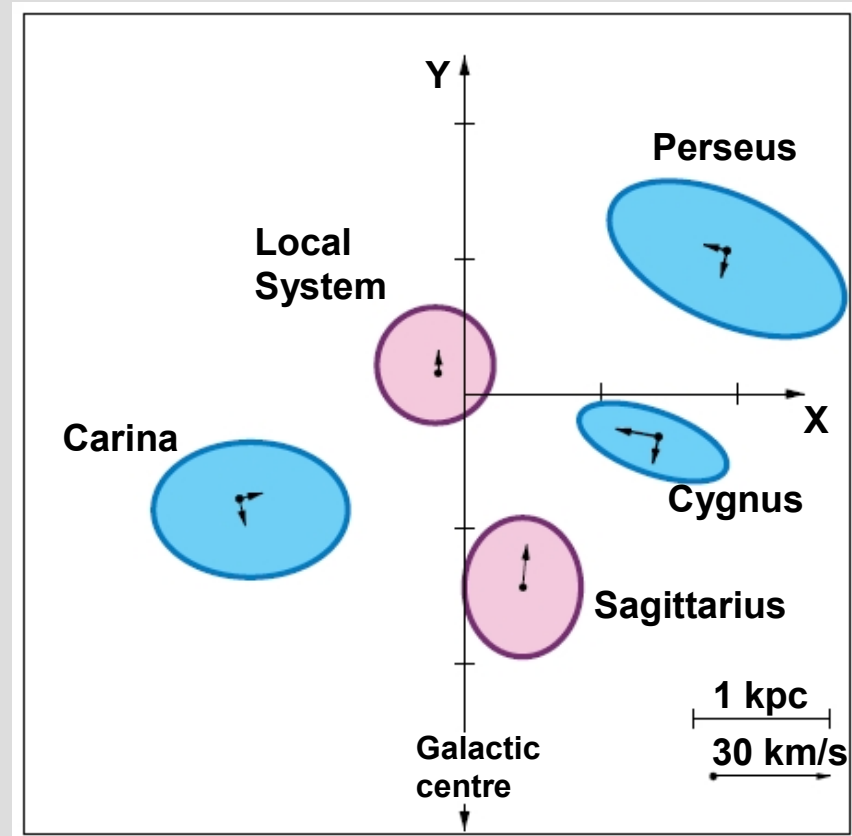 Y
Perseus
Local
System
X
Carina
Cygnus
Sagittarius
1 kpc
Galactic
centre
30 km/s